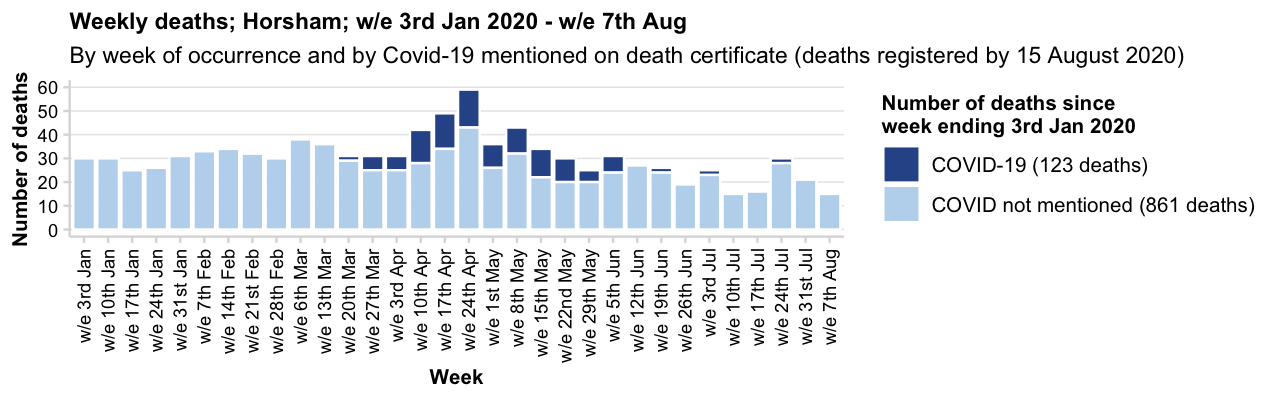 Weekly deaths; Horsham; w/e 3rd Jan 2020 - w/e 7th Aug
By week of occurrence and by Covid-19 mentioned on death certificate (deaths registered by 15 August 2020)
Number of deaths
60
50
40
30
20
10
0
w/e 3rd Jan
w/e 10th Jan
w/e 17th Jan
w/e 24th Jan
w/e 31st Jan
w/e 7th Feb
w/e 14th Feb
w/e 21st Feb
w/e 28th Feb
w/e 6th Mar
w/e 13th Mar
w/e 20th Mar
w/e 27th Mar
w/e 3rd Apr
w/e 10th Apr
w/e 17th Apr
w/e 24th Apr
w/e 1st May
w/e 8th May
w/e 15th May
w/e 22nd May
w/e 29th May
w/e 5th Jun
w/e 12th Jun
w/e 19th Jun
w/e 26th Jun
w/e 3rd Jul
w/e 10th Jul
w/e 17th Jul
w/e 24th Jul
w/e 31st Jul
w/e 7th Aug
Week
Number of deaths since
week ending 3rd Jan 2020
COVID-19 (123 deaths)
COVID not mentioned (861 deaths)